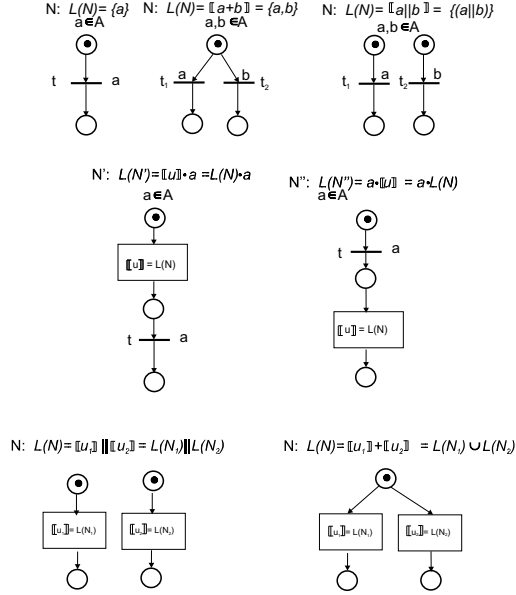 N: L(N)= {a}
a∈A
t a
N: L(N)= ⟦a+b⟧ = {a,b}
a,b ∈A
t₁ a b t₂
N: L(N)= ⟦a||b⟧ = {(a||b)}
a,b∈A
t₁ a t₂ b
N': L(N')=⟦u⟧•a =L(N)•a
a∈A
⟦u⟧ = L(N)
t a
N'': L(N'')= a•⟦u⟧ = a•L(N)
a∈A
t a
⟦u⟧ = L(N)
N: L(N)= ⟦u₁⟧ || ⟦u₂⟧ = L(N₁) || L(N₂)
⟦u₁⟧= L(N₁) ⟦u₂⟧= L(N₂)
N: L(N)= ⟦u₁⟧+⟦u₂⟧ = L(N₁) ∪ L(N₂)
⟦u₁⟧= L(N₁) ⟦u₂⟧= L(N₂)